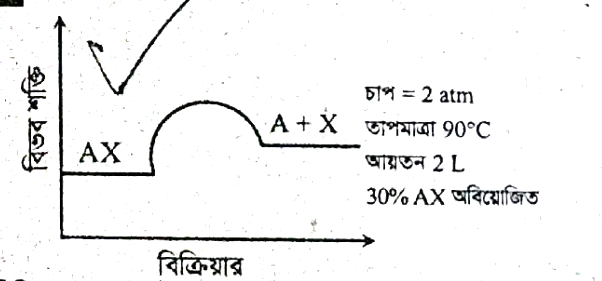 বিভব শক্তি
AX
A + X
চাপ = 2 atm
তাপমাত্রা 90°C
আয়তন 2 L
30% AX অবিয়োজিত
বিক্রিয়ার